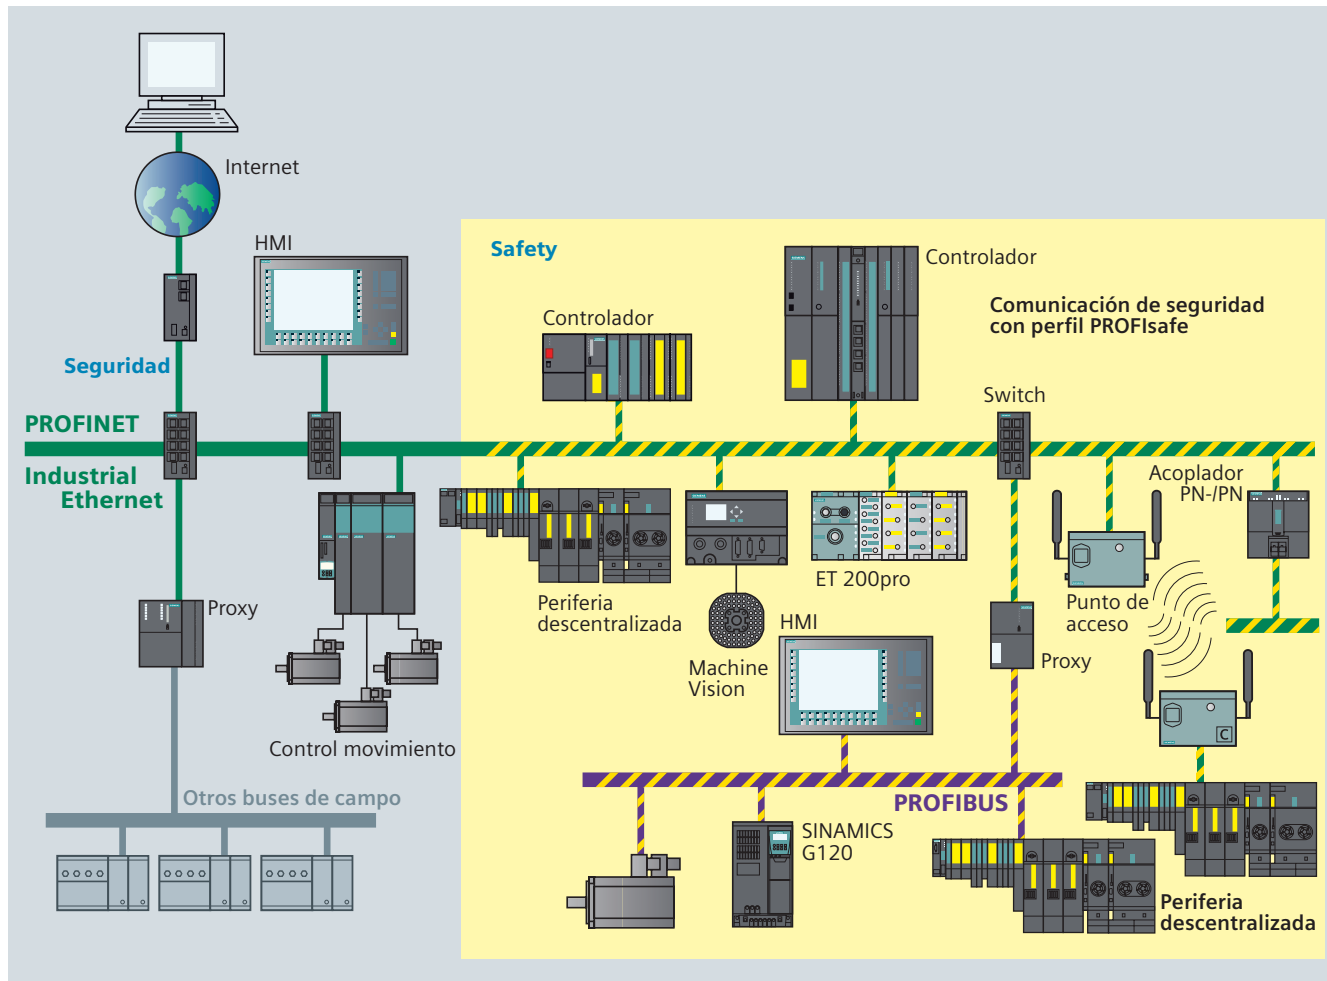 Internet
HMI
Safety
Controlador
Comunicación de seguridad
con perfil PROFIsafe
Controlador
Seguridad
Switch
PROFINET
Industrial
Ethernet
Acoplador
PN-/PN
ET 200pro
Periferia
descentralizada
Punto de
acceso
Proxy
HMI
Machine
Vision
Proxy
Control movimiento
Otros buses de campo
PROFIBUS
SINAMICS
G120
C
Periferia
descentralizada